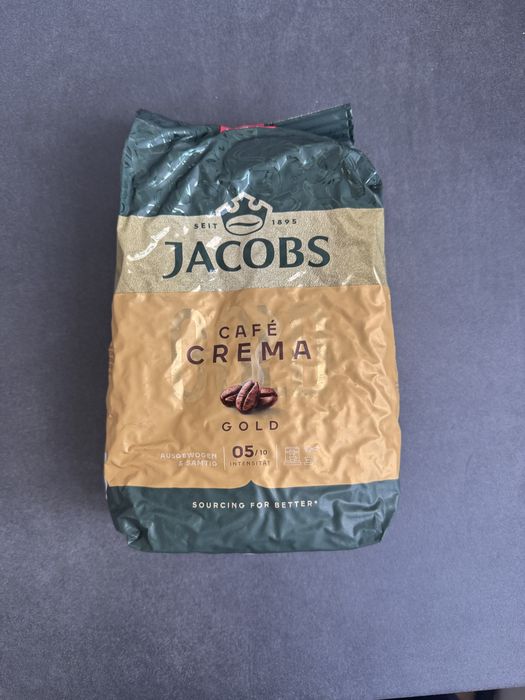 SEIT 1895
JACOBS
CAFÉ
CREMA
GOLD
AUSGEWOGEN
& SAMTIG
05/10
INTENSITÄT
SOURCING FOR BETTER*